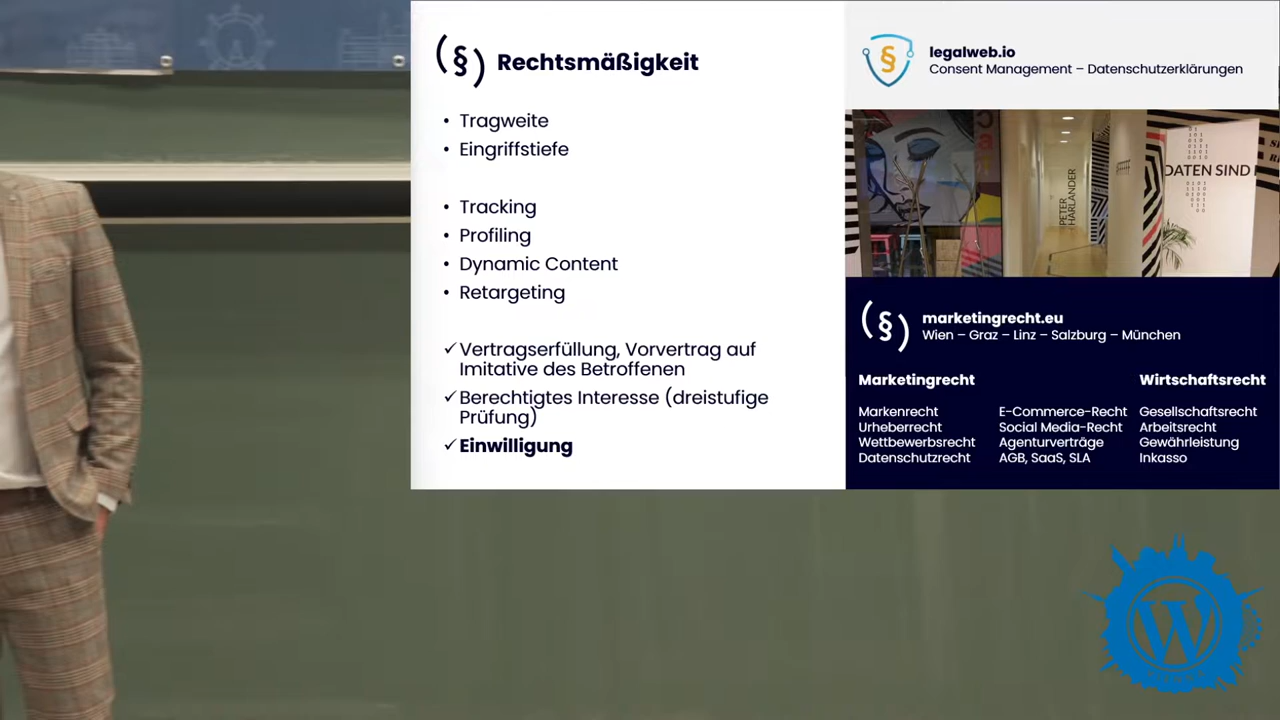 (§) Rechtsmäßigkeit
• Tragweite
• Eingriffstiefe
• Tracking
• Profiling
• Dynamic Content
• Retargeting
✓ Vertragserfüllung, Vorvertrag auf
Imitative des Betroffenen
✓ Berechtigtes Interesse (dreistufige
Prüfung)
✓ Einwilligung
§
legalweb.io
Consent Management – Datenschutzerklärungen
PETER
HARLANDER
DATEN SIND
(§) marketingrecht.eu
Wien – Graz – Linz – Salzburg – München
Marketingrecht
Markenrecht
Urheberrecht
Wettbewerbsrecht
Datenschutzrecht
E-Commerce-Recht
Social Media-Recht
Agenturverträge
AGB, SaaS, SLA
Wirtschaftsrecht
Gesellschaftsrecht
Arbeitsrecht
Gewährleistung
Inkasso
W